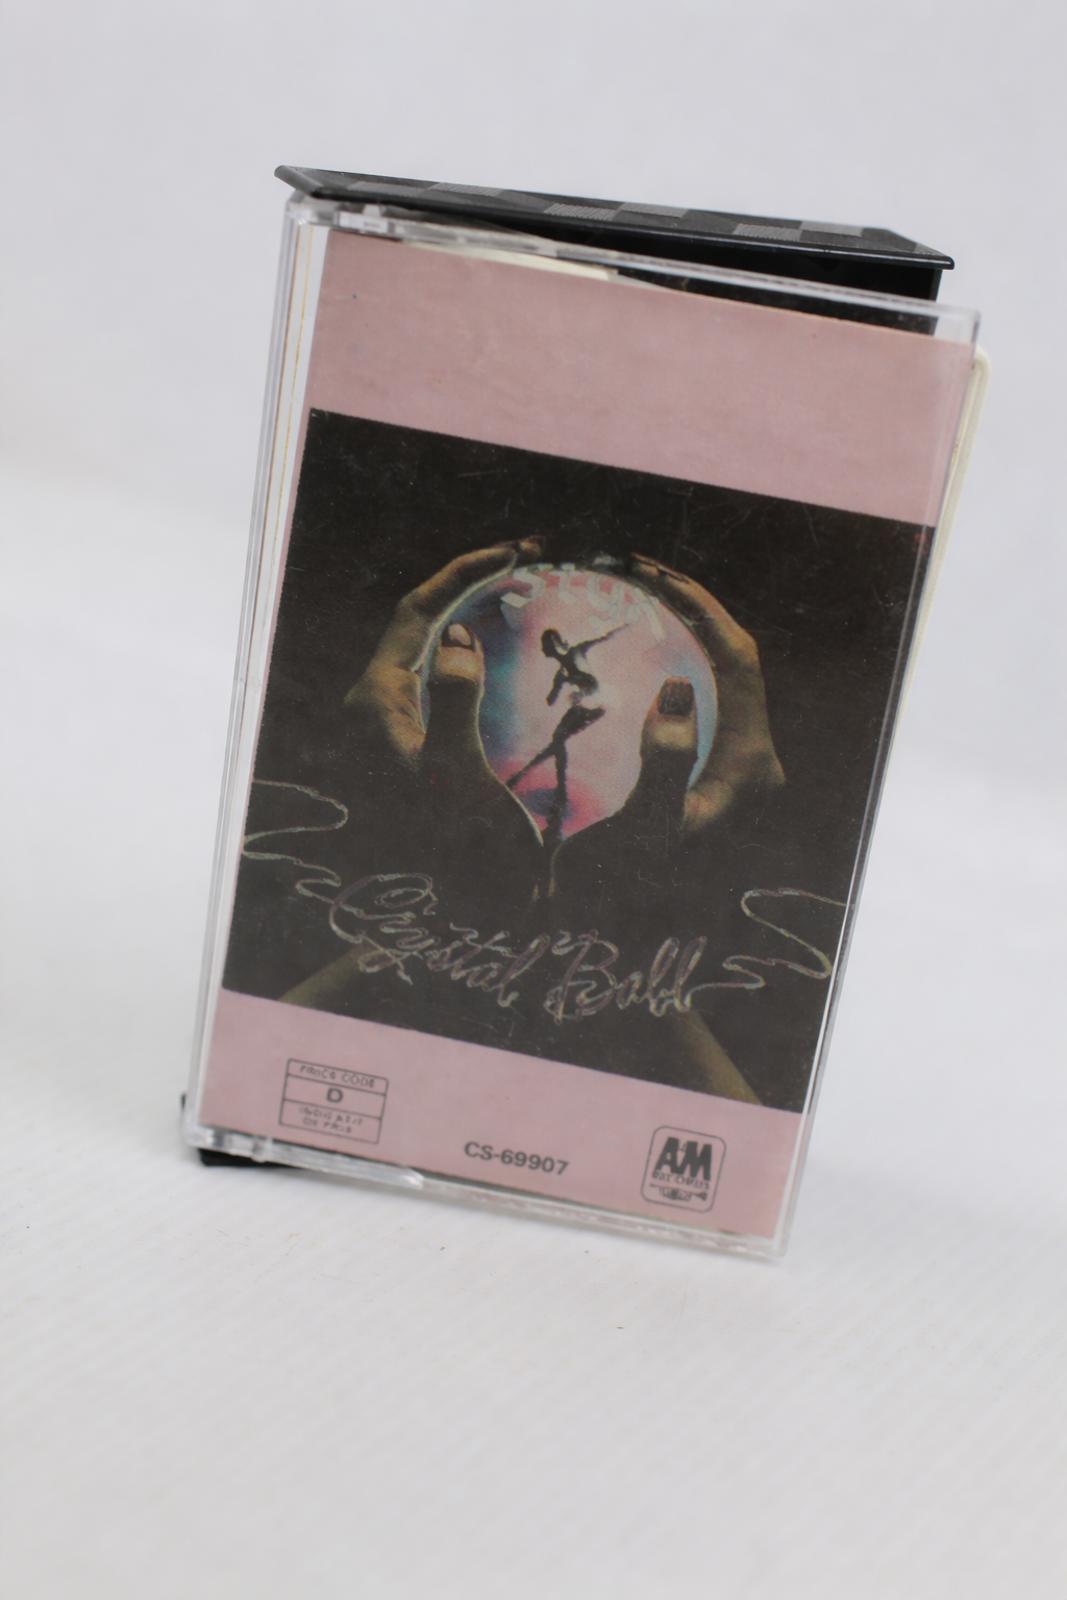 Styx
Crystal Ball
PRICE CODE
D
CS-69907
A&M
RECORDS